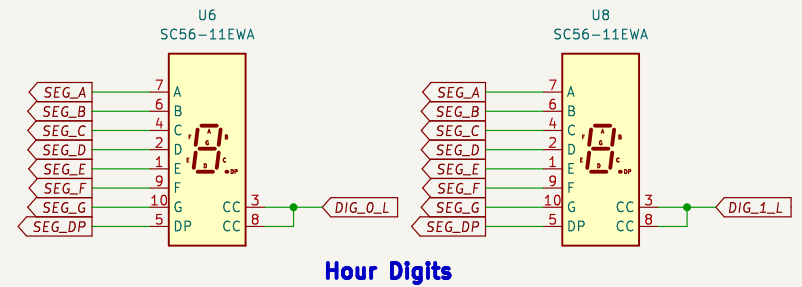 U6
SC56-11EWA
SEG_A 7 A
SEG_B 6 B
SEG_C 4 C
SEG_D 2 D
SEG_E 1 E
SEG_F 9 F
SEG_G 10 G CC 3 DIG_0_L
SEG_DP 5 DP CC 8
A
F B
G
E C
D .DP
U8
SC56-11EWA
SEG_A 7 A
SEG_B 6 B
SEG_C 4 C
SEG_D 2 D
SEG_E 1 E
SEG_F 9 F
SEG_G 10 G CC 3 DIG_1_L
SEG_DP 5 DP CC 8
A
F B
G
E C
D .DP
Hour Digits